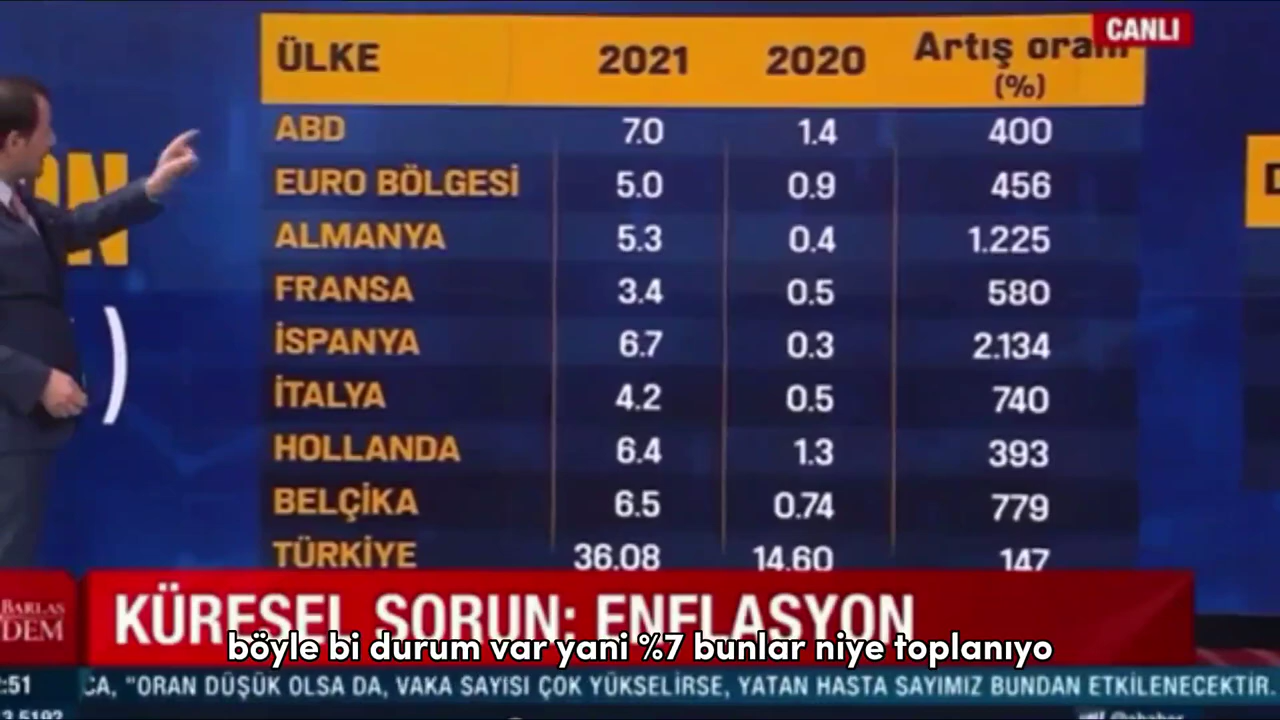 CANLI
ÜLKE 2021 2020 Artış oranı (%)
ABD 7.0 1.4 400
EURO BÖLGESİ 5.0 0.9 456
ALMANYA 5.3 0.4 1.225
FRANSA 3.4 0.5 580
İSPANYA 6.7 0.3 2.134
İTALYA 4.2 0.5 740
HOLLANDA 6.4 1.3 393
BELÇİKA 6.5 0.74 779
TÜRKİYE 36.08 14.60 147
BARLAS
DEM
KÜRESEL SORUN: ENFLASYON
böyle bi durum var yani %7 bunlar niye toplanıyo
:51
CA, "ORAN DÜŞÜK OLSA DA, VAKA SAYISI ÇOK YÜKSELİRSE, YATAN HASTA SAYIMIZ BUNDAN ETKİLENECEKTİR.